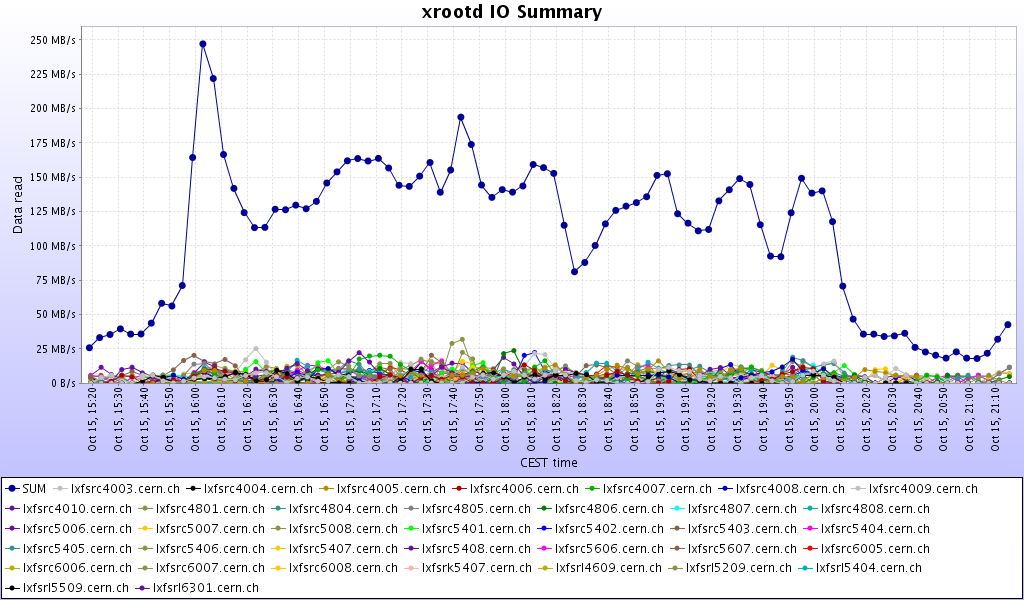 xrootd IO Summary
250 MB/s
225 MB/s
200 MB/s
175 MB/s
150 MB/s
125 MB/s
100 MB/s
75 MB/s
50 MB/s
25 MB/s
0 B/s
Data read
Oct 15, 15:20
Oct 15, 15:30
Oct 15, 15:40
Oct 15, 15:50
Oct 15, 16:00
Oct 15, 16:10
Oct 15, 16:20
Oct 15, 16:30
Oct 15, 16:40
Oct 15, 16:50
Oct 15, 17:00
Oct 15, 17:10
Oct 15, 17:20
Oct 15, 17:30
Oct 15, 17:40
Oct 15, 17:50
Oct 15, 18:00
Oct 15, 18:10
Oct 15, 18:20
Oct 15, 18:30
Oct 15, 18:40
Oct 15, 18:50
Oct 15, 19:00
Oct 15, 19:10
Oct 15, 19:20
Oct 15, 19:30
Oct 15, 19:40
Oct 15, 19:50
Oct 15, 20:00
Oct 15, 20:10
Oct 15, 20:20
Oct 15, 20:30
Oct 15, 20:40
Oct 15, 20:50
Oct 15, 21:00
Oct 15, 21:10
CEST time
SUM lxfsrc4003.cern.ch lxfsrc4004.cern.ch lxfsrc4005.cern.ch lxfsrc4006.cern.ch lxfsrc4007.cern.ch lxfsrc4008.cern.ch lxfsrc4009.cern.ch
lxfsrc4010.cern.ch lxfsrc4801.cern.ch lxfsrc4804.cern.ch lxfsrc4805.cern.ch lxfsrc4806.cern.ch lxfsrc4807.cern.ch lxfsrc4808.cern.ch
lxfsrc5006.cern.ch lxfsrc5007.cern.ch lxfsrc5008.cern.ch lxfsrc5401.cern.ch lxfsrc5402.cern.ch lxfsrc5403.cern.ch lxfsrc5404.cern.ch
lxfsrc5405.cern.ch lxfsrc5406.cern.ch lxfsrc5407.cern.ch lxfsrc5408.cern.ch lxfsrc5606.cern.ch lxfsrc5607.cern.ch lxfsrc6005.cern.ch
lxfsrc6006.cern.ch lxfsrc6007.cern.ch lxfsrc6008.cern.ch lxfsrk5407.cern.ch lxfsrl4609.cern.ch lxfsrl5209.cern.ch lxfsrl5404.cern.ch
lxfsrl5509.cern.ch lxfsrl6301.cern.ch